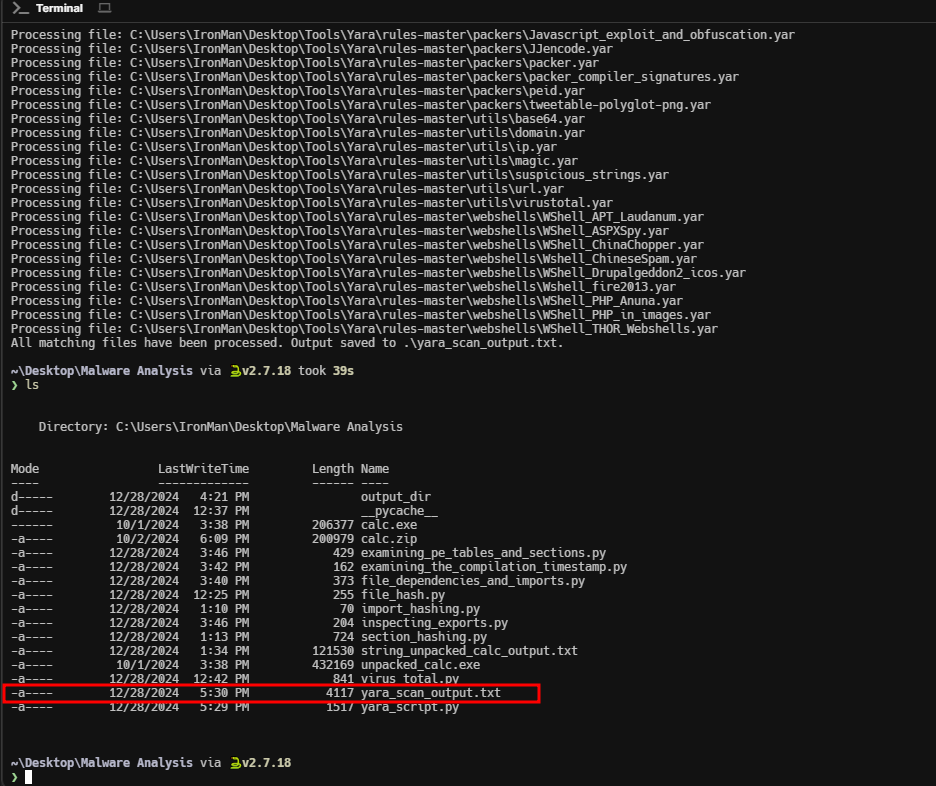 Terminal
Processing file: C:\Users\IronMan\Desktop\Tools\Yara\rules-master\packers\Javascript_exploit_and_obfuscation.yar
Processing file: C:\Users\IronMan\Desktop\Tools\Yara\rules-master\packers\JJencode.yar
Processing file: C:\Users\IronMan\Desktop\Tools\Yara\rules-master\packers\packer.yar
Processing file: C:\Users\IronMan\Desktop\Tools\Yara\rules-master\packers\packer_compiler_signatures.yar
Processing file: C:\Users\IronMan\Desktop\Tools\Yara\rules-master\packers\peid.yar
Processing file: C:\Users\IronMan\Desktop\Tools\Yara\rules-master\packers\tweetable-polyglot-png.yar
Processing file: C:\Users\IronMan\Desktop\Tools\Yara\rules-master\utils\base64.yar
Processing file: C:\Users\IronMan\Desktop\Tools\Yara\rules-master\utils\domain.yar
Processing file: C:\Users\IronMan\Desktop\Tools\Yara\rules-master\utils\ip.yar
Processing file: C:\Users\IronMan\Desktop\Tools\Yara\rules-master\utils\magic.yar
Processing file: C:\Users\IronMan\Desktop\Tools\Yara\rules-master\utils\suspicious_strings.yar
Processing file: C:\Users\IronMan\Desktop\Tools\Yara\rules-master\utils\url.yar
Processing file: C:\Users\IronMan\Desktop\Tools\Yara\rules-master\utils\virustotal.yar
Processing file: C:\Users\IronMan\Desktop\Tools\Yara\rules-master\webshells\WShell_APT_Laudanum.yar
Processing file: C:\Users\IronMan\Desktop\Tools\Yara\rules-master\webshells\WShell_ASPXSpy.yar
Processing file: C:\Users\IronMan\Desktop\Tools\Yara\rules-master\webshells\WShell_ChinaChopper.yar
Processing file: C:\Users\IronMan\Desktop\Tools\Yara\rules-master\webshells\Wshell_ChineseSpam.yar
Processing file: C:\Users\IronMan\Desktop\Tools\Yara\rules-master\webshells\WShell_Drupalgeddon2_icos.yar
Processing file: C:\Users\IronMan\Desktop\Tools\Yara\rules-master\webshells\Wshell_fire2013.yar
Processing file: C:\Users\IronMan\Desktop\Tools\Yara\rules-master\webshells\WShell_PHP_Anuna.yar
Processing file: C:\Users\IronMan\Desktop\Tools\Yara\rules-master\webshells\WShell_PHP_in_images.yar
Processing file: C:\Users\IronMan\Desktop\Tools\Yara\rules-master\webshells\WShell_THOR_Webshells.yar
All matching files have been processed. Output saved to .\yara_scan_output.txt.
~\Desktop\Malware Analysis via v2.7.18 took 39s
❯ ls
Directory: C:\Users\IronMan\Desktop\Malware Analysis
Mode LastWriteTime Length Name
---- ------------- ------ ----
d----- 12/28/2024 4:21 PM output_dir
d----- 12/28/2024 12:37 PM __pycache__
------ 10/1/2024 3:38 PM 206377 calc.exe
-a---- 10/2/2024 6:09 PM 200979 calc.zip
-a---- 12/28/2024 3:46 PM 429 examining_pe_tables_and_sections.py
-a---- 12/28/2024 3:42 PM 162 examining_the_compilation_timestamp.py
-a---- 12/28/2024 3:40 PM 373 file_dependencies_and_imports.py
-a---- 12/28/2024 12:25 PM 255 file_hash.py
-a---- 12/28/2024 1:10 PM 70 import_hashing.py
-a---- 12/28/2024 3:46 PM 204 inspecting_exports.py
-a---- 12/28/2024 1:13 PM 724 section_hashing.py
-a---- 12/28/2024 1:34 PM 121530 string_unpacked_calc_output.txt
-a---- 10/1/2024 3:38 PM 432169 unpacked_calc.exe
-a---- 12/28/2024 12:42 PM 841 virus_total.py
-a---- 12/28/2024 5:30 PM 4117 yara_scan_output.txt
-a---- 12/28/2024 5:29 PM 1517 yara_script.py
~\Desktop\Malware Analysis via v2.7.18
❯